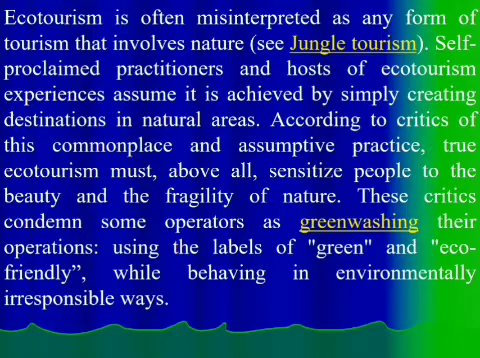 Ecotourism is often misinterpreted as any form of
tourism that involves nature (see Jungle tourism). Self-
proclaimed practitioners and hosts of ecotourism
experiences assume it is achieved by simply creating
destinations in natural areas. According to critics of
this commonplace and assumptive practice, true
ecotourism must, above all, sensitize people to the
beauty and the fragility of nature. These critics
condemn some operators as greenwashing their
operations: using the labels of "green" and "eco-
friendly”, while behaving in environmentally
irresponsible ways.